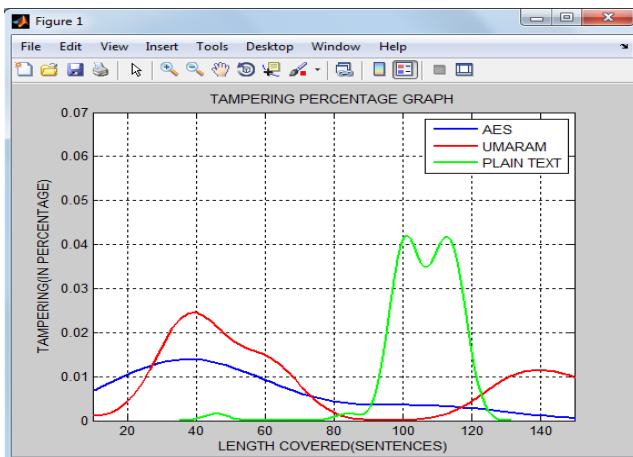 Figure 1
File Edit View Insert Tools Desktop Window Help
TAMPERING PERCENTAGE GRAPH
AES
UMARAM
PLAIN TEXT
TAMPERING(IN PERCENTAGE)
0.07
0.06
0.05
0.04
0.03
0.02
0.01
0
20 40 60 80 100 120 140
LENGTH COVERED(SENTENCES)